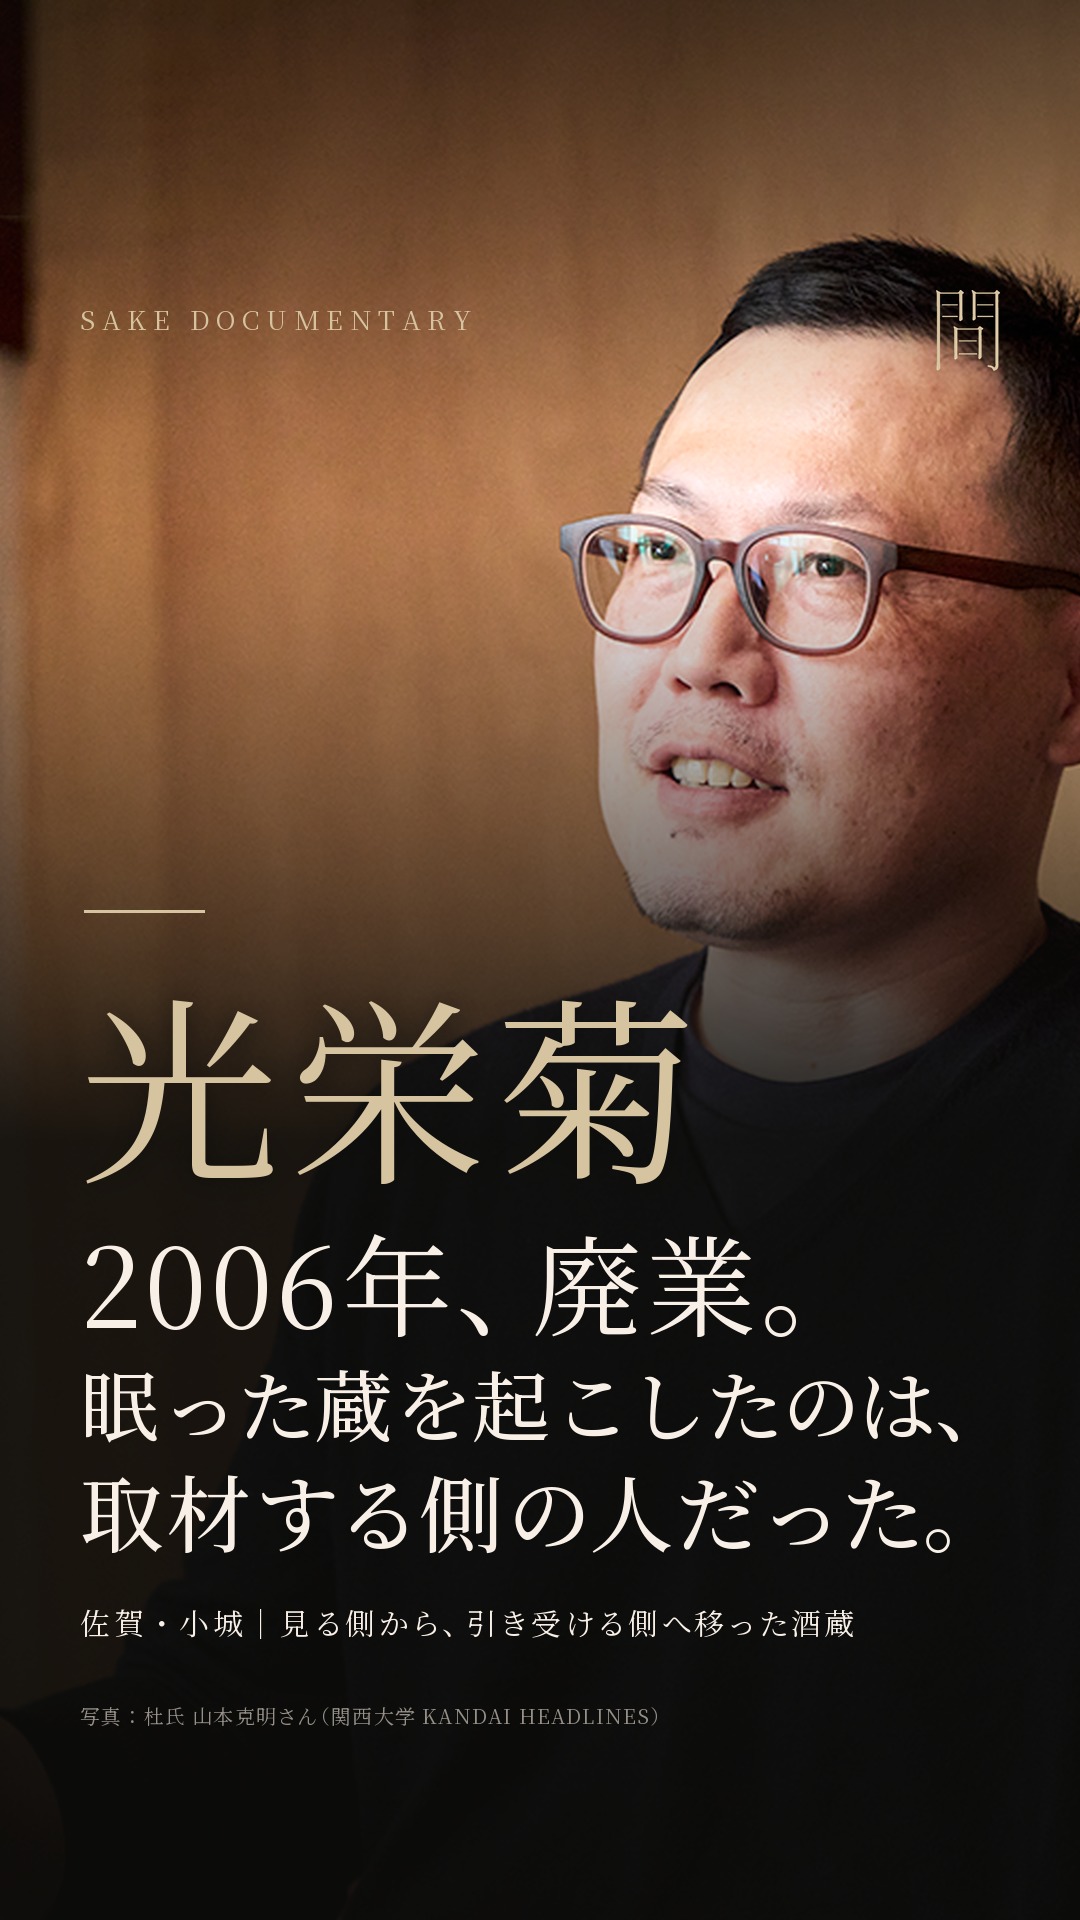 SAKE DOCUMENTARY
間
光栄菊
2006年、廃業。
眠った蔵を起こしたのは、
取材する側の人だった。
佐賀・小城｜見る側から、引き受ける側へ移った酒蔵
写真：杜氏 山本克明さん（関西大学 KANDAI HEADLINES）